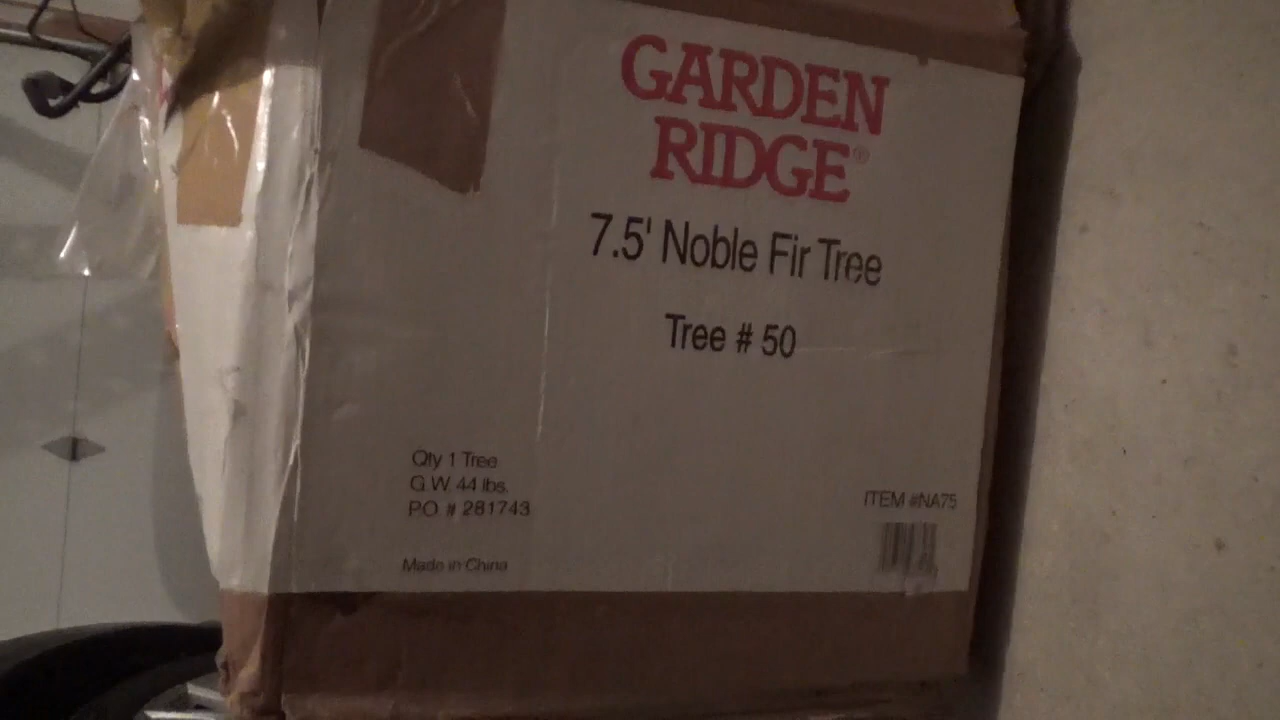 GARDEN
RIDGE®
7.5' Noble Fir Tree
Tree # 50
Qty 1 Tree
G.W. 44 lbs.
PO # 281743
Made in China
ITEM #NA75